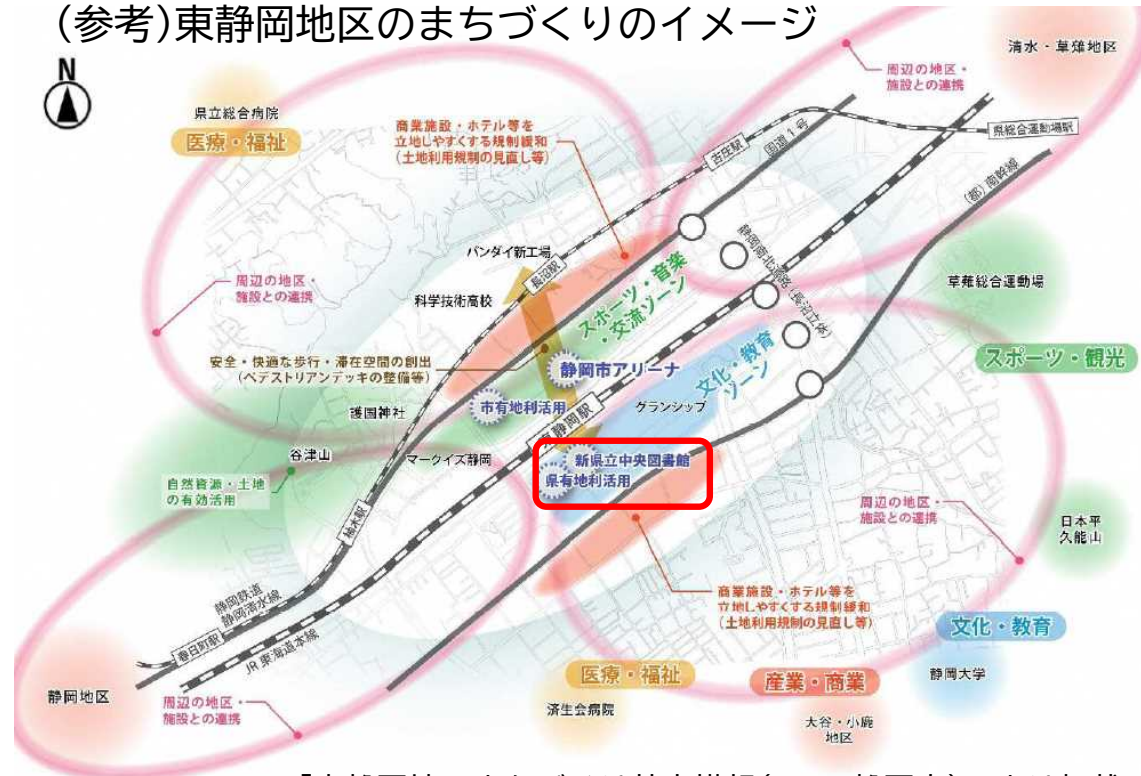 (参考)東静岡地区のまちづくりのイメージ
N
清水・草薙地区
周辺の地区・
施設との連携
県立総合病院
医療・福祉
商業施設・ホテル等を
立地しやすくする規制緩和
(土地利用規制の見直し等)
古庄駅
国道1号
県総合運動場駅
(都)南幹線
バンダイ新工場
長沼駅
静岡南北道路(長沼立体)
周辺の地区・
施設との連携
科学技術高校
スポーツ・音楽
・交流ゾーン
草薙総合運動場
安全・快適な歩行・滞在空間の創出
(ペデストリアンデッキの整備等)
静岡市アリーナ
文化・教育
ゾーン
スポーツ・観光
護国神社
市有地利活用
グランシップ
東静岡駅
谷津山
マークイズ静岡
新県立中央図書館
県有地利活用
自然資源・土地
の有効活用
柚木駅
周辺の地区・
施設との連携
日本平
久能山
静岡鉄道
静岡清水線
商業施設・ホテル等を
立地しやすくする規制緩和
(土地利用規制の見直し等)
春日町駅
JR東海道本線
文化・教育
静岡地区
周辺の地区・
施設との連携
医療・福祉
産業・商業
静岡大学
済生会病院
大谷・小鹿
地区